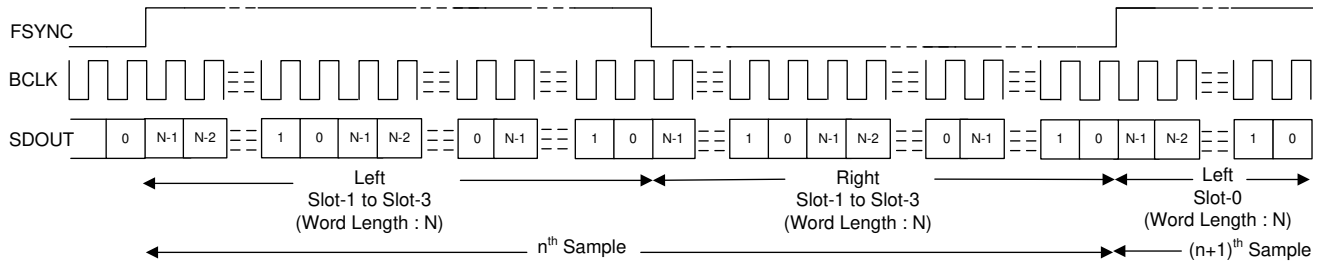 FSYNC
BCLK
SDOUT 0 N-1 N-2 1 0 N-1 N-2 0 N-1 1 0 N-1 1 0 N-1 N-2 0 N-1 1 0 N-1 N-2 1 0
Left Right Left
Slot-1 to Slot-3 Slot-1 to Slot-3 Slot-0
(Word Length : N) (Word Length : N) (Word Length : N)
nth Sample (n+1)th Sample